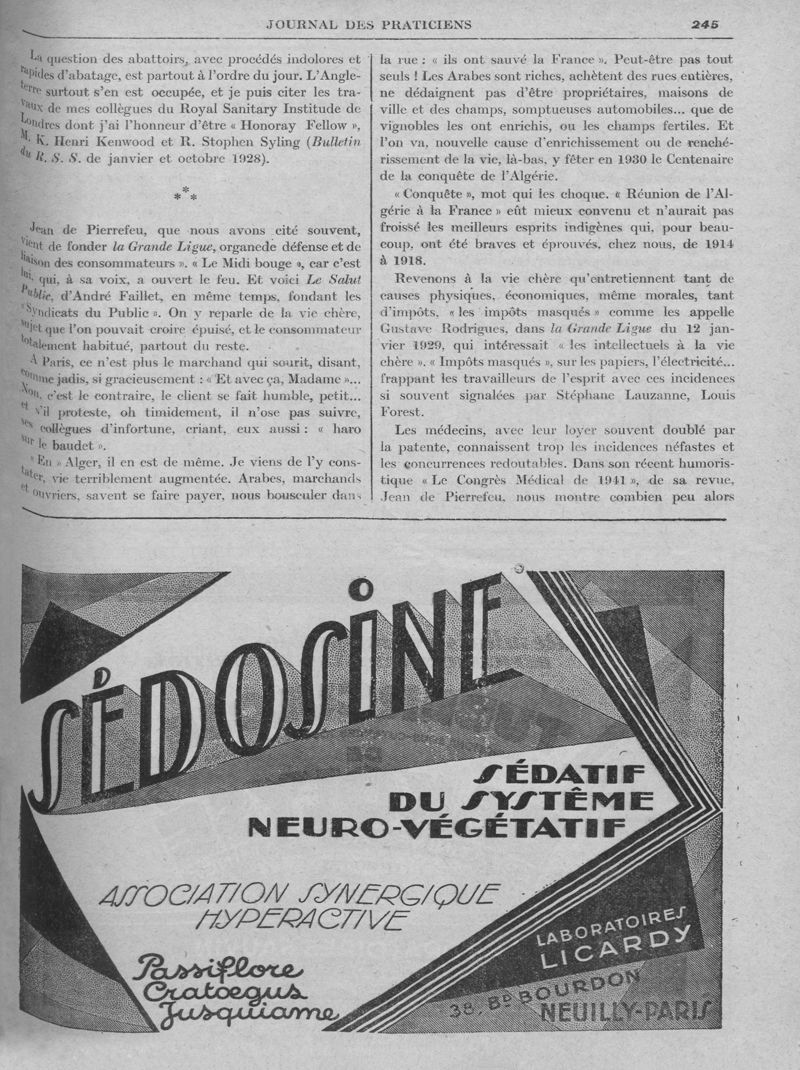 JOURNAL DES PRATICIENS
245
La question des abattoirs, avec procédés indolores et
rapides d'abatage, est partout à l'ordre du jour. L'Angle-
terre surtout s'en est occupée, et je puis citer les tra-
vaux de mes collègues du Royal Sanitary Institude de
Londres dont j'ai l'honneur d'être « Honoray Fellow »,
M. K. Henri Kenwood et R. Stophen Syling (Bulletin
du R. S. S. de janvier et octobre 1928).
***
Jean de Pierrefeu, que nous avons cité souvent,
vient de fonder la Grande Ligue, organede défense et de
liaison des consommateurs ». « Le Midi bouge », car c'est
lui, qui, à sa voix, a ouvert le feu. Et voici Le Salut
Public, d'André Faillet, en même temps, fondant les
« Syndicats du Public ». On y reparle de la vie chère,
sujet que l'on pouvait croire épuisé, et le consommateur
totalement habitué, partout du reste.
A Paris, ce n'est plus le marchand qui sourit, disant,
comme jadis, si gracieusement : « Et avec ça, Madame »...
Non, c'est le contraire, le client se fait humble, petit...
et s'il proteste, oh timidement, il n'ose pas suivre,
ses collègues d'infortune, criant, eux aussi : « haro
sur le baudet ».
« En » Alger, il en est de même. Je viens de l'y cons-
tater, vie terriblement augmentée. Arabes, marchands
et ouvriers, savent se faire payer, nous bousculer dans
la rue : « ils ont sauvé la France ». Peut-être pas tout
seuls ! Les Arabes sont riches, achètent des rues entières,
ne dédaignent pas d'être propriétaires, maisons de
ville et des champs, somptueuses automobiles... que de
vignobles les ont enrichis, ou les champs fertiles. Et
l'on va, nouvelle cause d'enrichissement ou de renché-
rissement de la vie, là-bas, y fêter en 1930 le Centenaire
de la conquête de l'Algérie.
« Conquête », mot qui les choque. « Réunion de l'Al-
gérie à la France » eût mieux convenu et n'aurait pas
froissé les meilleurs esprits indigènes qui, pour beau-
coup, ont été braves et éprouvés, chez nous, de 1914
à 1918.
Revenons à la vie chère qu'entretiennent tant de
causes physiques, économiques, même morales, tant
d'impôts, « les impôts masqués » comme les appelle
Gustave Rodrigues, dans la Grande Ligue du 12 jan-
vier 1929, qui intéressait « les intellectuels à la vie
chère ». « Impôts masqués », sur les papiers, l'électricité...
frappant les travailleurs de l'esprit avec ces incidences
si souvent signalées par Stéphane Lauzanne, Louis
Forest.
Les médecins, avec leur loyer souvent doublé par
la patente, connaissent trop les incidences néfastes et
les concurrences redoutables. Dans son récent humoris-
tique « Le Congrès Médical de 1941 », de sa revue,
Jean de Pierrefeu, nous montre combien peu alors
SÉDOSINE
SÉDATIF
DU SYSTÊME
NEURO-VÉGÉTATIF
ASSOCIATION SYNERGIQUE
HYPERACTIVE
Passiflore
Cratoegus
Jusquiame
LABORATOIRES
LICARDY
38, BD BOURDON
NEUILLY-PARIS